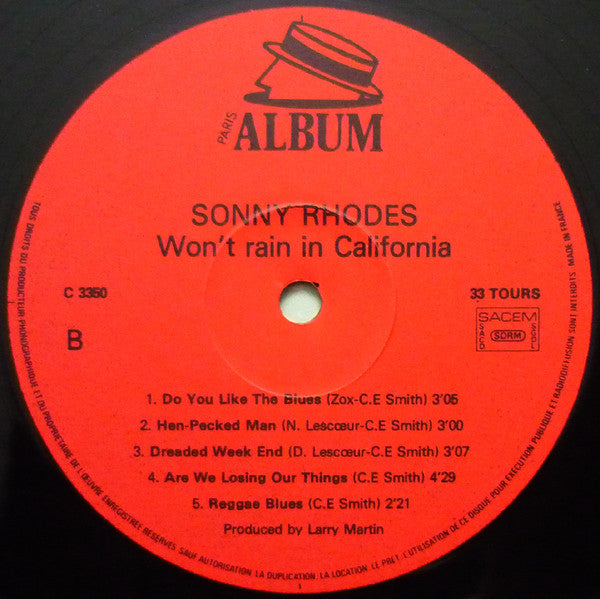 PARIS
ALBUM
SONNY RHODES
Won't rain in California
C 3350
33 TOURS
B
SACEM
SACD
SDRM
SGDL
1. Do You Like The Blues (Zox-C.E Smith) 3'05
2. Hen-Pecked Man (N. Lescœur-C.E Smith) 3'00
3. Dreaded Week End (D. Lescœur-C.E Smith) 3'07
4. Are We Losing Our Things (C.E Smith) 4'29
5. Reggae Blues (C.E Smith) 2'21
Produced by Larry Martin
TOUS DROITS DU PRODUCTEUR PHONOGRAPHIQUE ET DU PROPRIETAIRE DE L'ŒUVRE ENREGISTREE RESERVES SAUF AUTORISATION LA DUPLICATION, LA LOCATION, LE PRET, L'UTILISATION DE CE DISQUE POUR EXECUTION PUBLIQUE ET RADIODIFFUSION SONT INTERDITS. MADE IN FRANCE